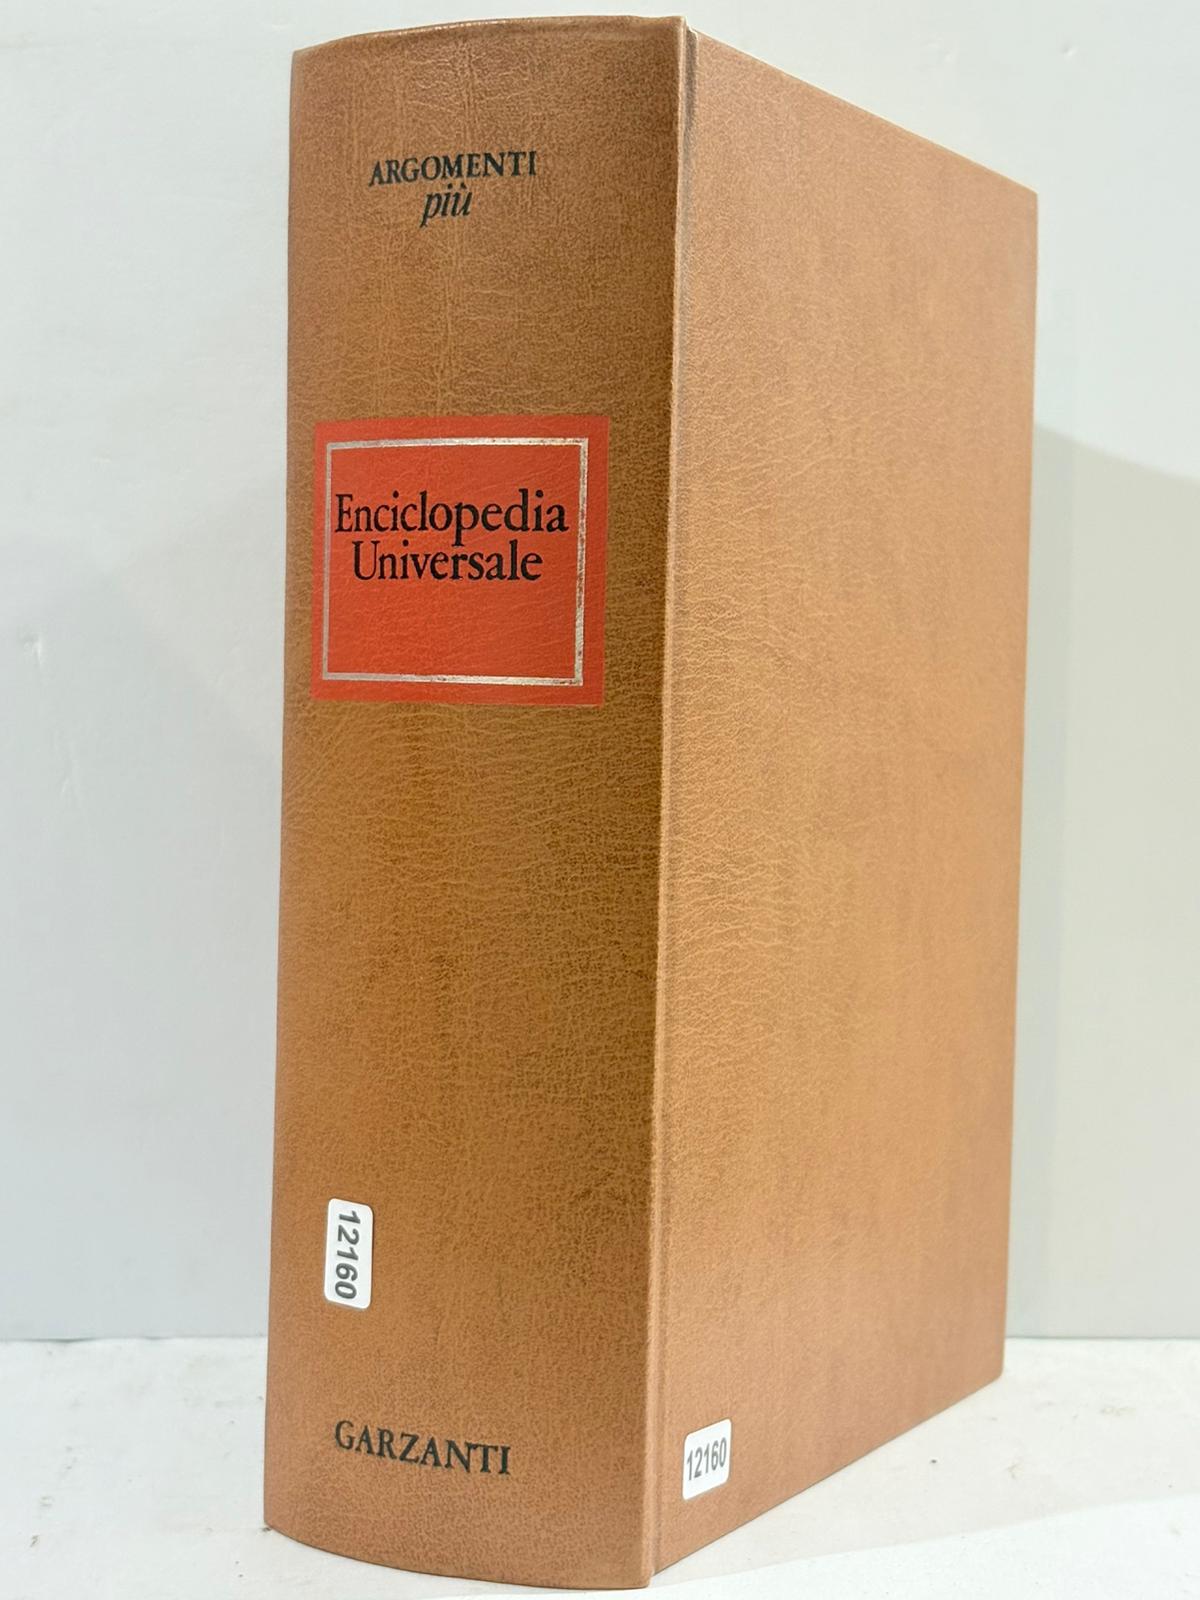 ARGOMENTI
più
Enciclopedia
Universale
12160
GARZANTI
12160